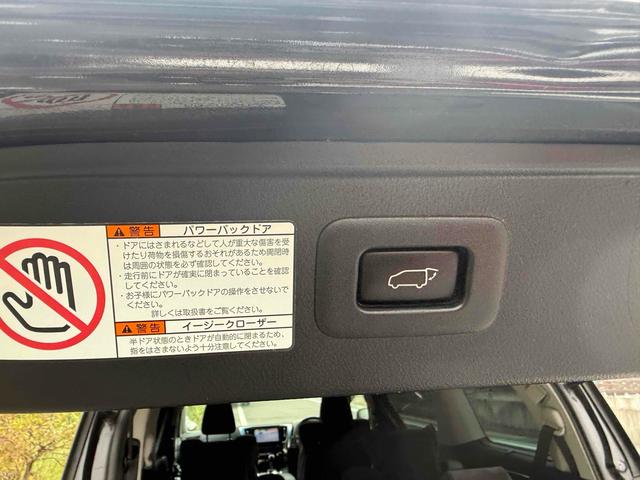 警告 パワーバックドア
・ドアにはさまれるなどして人が重大な傷害を受
けたり荷物を損傷するおそれがあるため開閉時
は周囲の状態を必ず確認してください。
・走行前にドアが確実に閉まっていることを確認
してください。
・お子様にパワーバックドアの操作をさせないで
ください。
詳しくは取扱書をご覧ください。
警告 イージークローザー
半ドア状態のときドアが自動的に閉まるため、
指をはさまないよう十分注意してください。